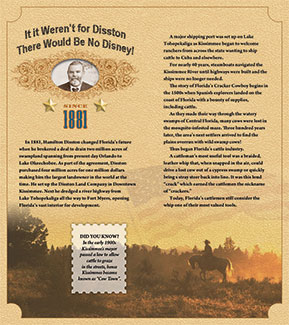 It it Weren't for Disston
There Would Be No Disney!
SINCE
1881
In 1881, Hamilton Disston changed Florida's future
when he brokered a deal to drain two million acres of
swampland spanning from present day Orlando to
Lake Okeechobee. As part of the agreement, Disston
purchased four million acres for one million dollars
making him the largest landowner in the world at the
time. He set up the Disston Land Company in Downtown
Kissimmee. Next he dredged a river highway from
Lake Tohopekaliga all the way to Fort Myers, opening
Florida's vast interior for development.
DID YOU KNOW?
In the early 1900s
Kissimmee's mayor
passed a law to allow
cattle to graze
in the streets, hence
Kissimmee became
known as "Cow Town".
A major shipping port was set up on Lake
Tohopekaliga as Kissimmee began to welcome
ranchers from across the state wanting to ship
cattle to Cuba and elsewhere.
For nearly 40 years, steamboats navigated the
Kissimmee River until highways were built and the
ships were no longer needed.
The story of Florida's Cracker Cowboy begins in
the 1500s when Spanish explorers landed on the
coast of Florida with a bounty of supplies,
including cattle.
As they made their way through the watery
swamps of Central Florida, many cows were lost in
the mosquito-infested maze. Three hundred years
later, the area's next settlers arrived to find the
plains overrun with wild swamp cows!
Thus began Florida's cattle industry.
A cattleman's most useful tool was a braided,
leather whip that, when snapped in the air, could
drive a lost cow out of a cypress swamp or quickly
bring a stray steer back into line. It was this loud
"crack" which earned the cattlemen the nickname
of "crackers."
Today, Florida's cattlemen still consider the
whip one of their most valued tools.